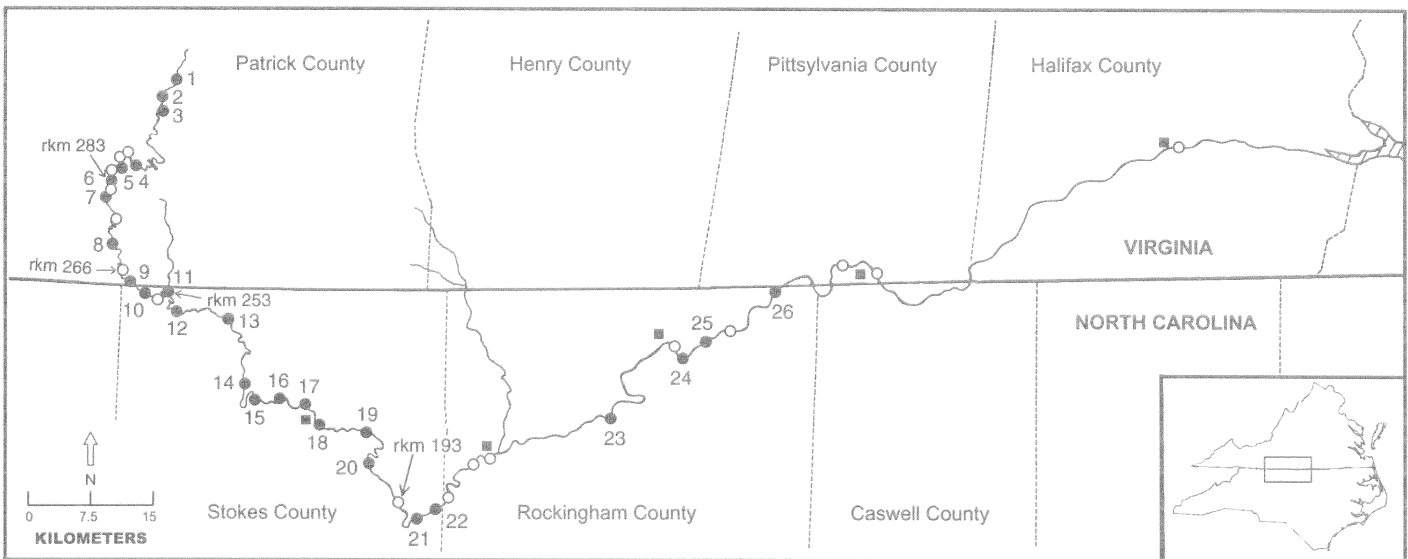 Patrick County
Henry County
Pittsylvania County
Halifax County
1
2
3
rkm 283
4
5
6
7
8
rkm 266
9
10
11
rkm 253
12
13
VIRGINIA
NORTH CAROLINA
14
15
16
17
18
19
20
rkm 193
21
22
23
24
25
26
N
0 7.5 15
KILOMETERS
Stokes County
Rockingham County
Caswell County